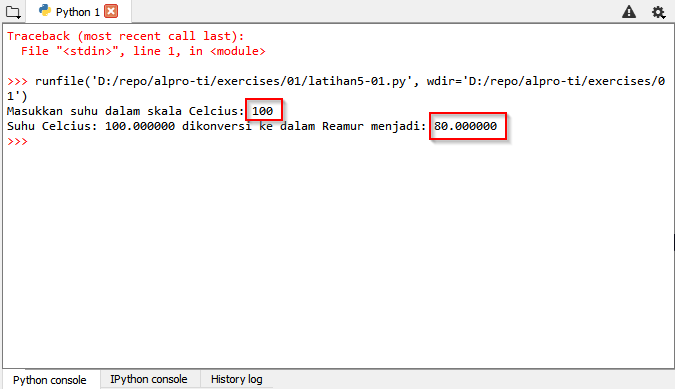 Python 1
Traceback (most recent call last):
  File "<stdin>", line 1, in <module>
>>> runfile('D:/repo/alpro-ti/exercises/01/latihan5-01.py', wdir='D:/repo/alpro-ti/exercises/0
1')
Masukkan suhu dalam skala Celcius: 100
Suhu Celcius: 100.000000 dikonversi ke dalam Reamur menjadi: 80.000000
>>>
Python console IPython console History log